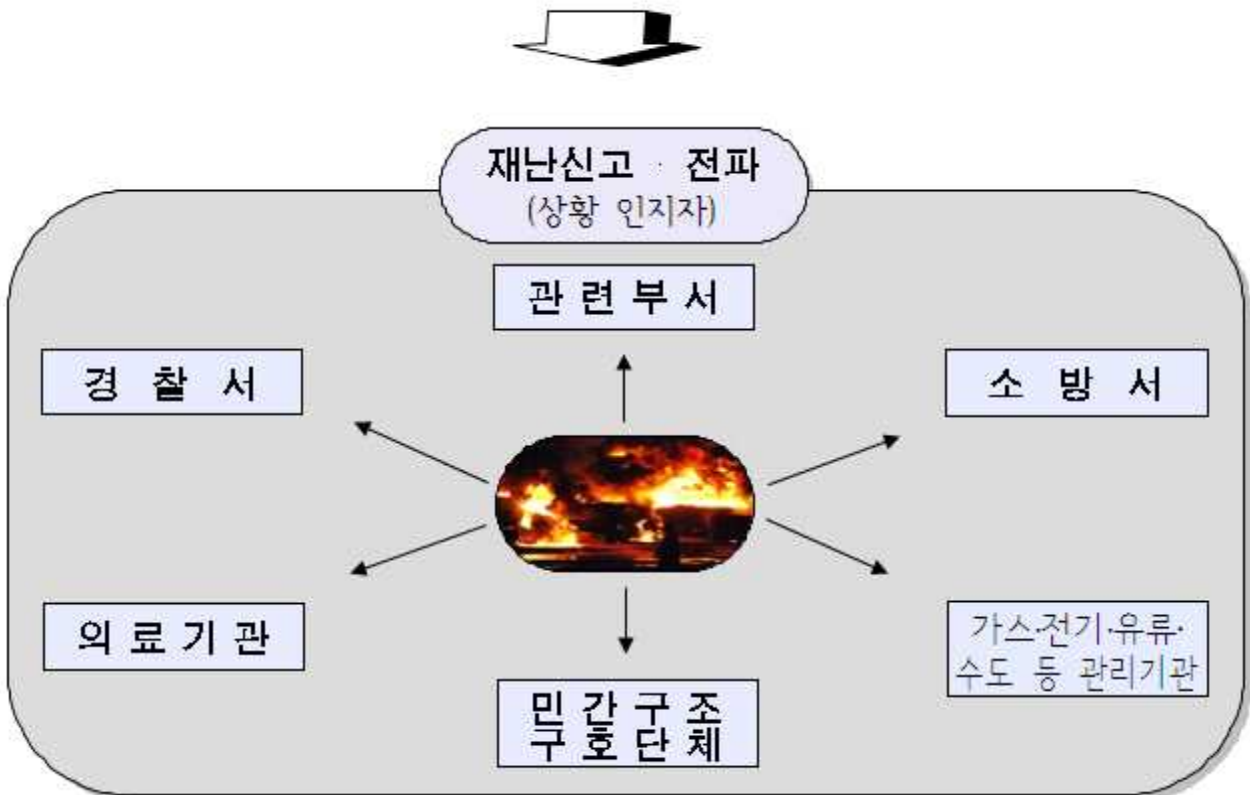 재난신고 · 전파
(상황 인지자)
관 련 부 서
경 찰 서
소 방 서
의 료 기 관
가스·전기·유류·
수도 등 관리기관
민 간 구 조
구 호 단 체